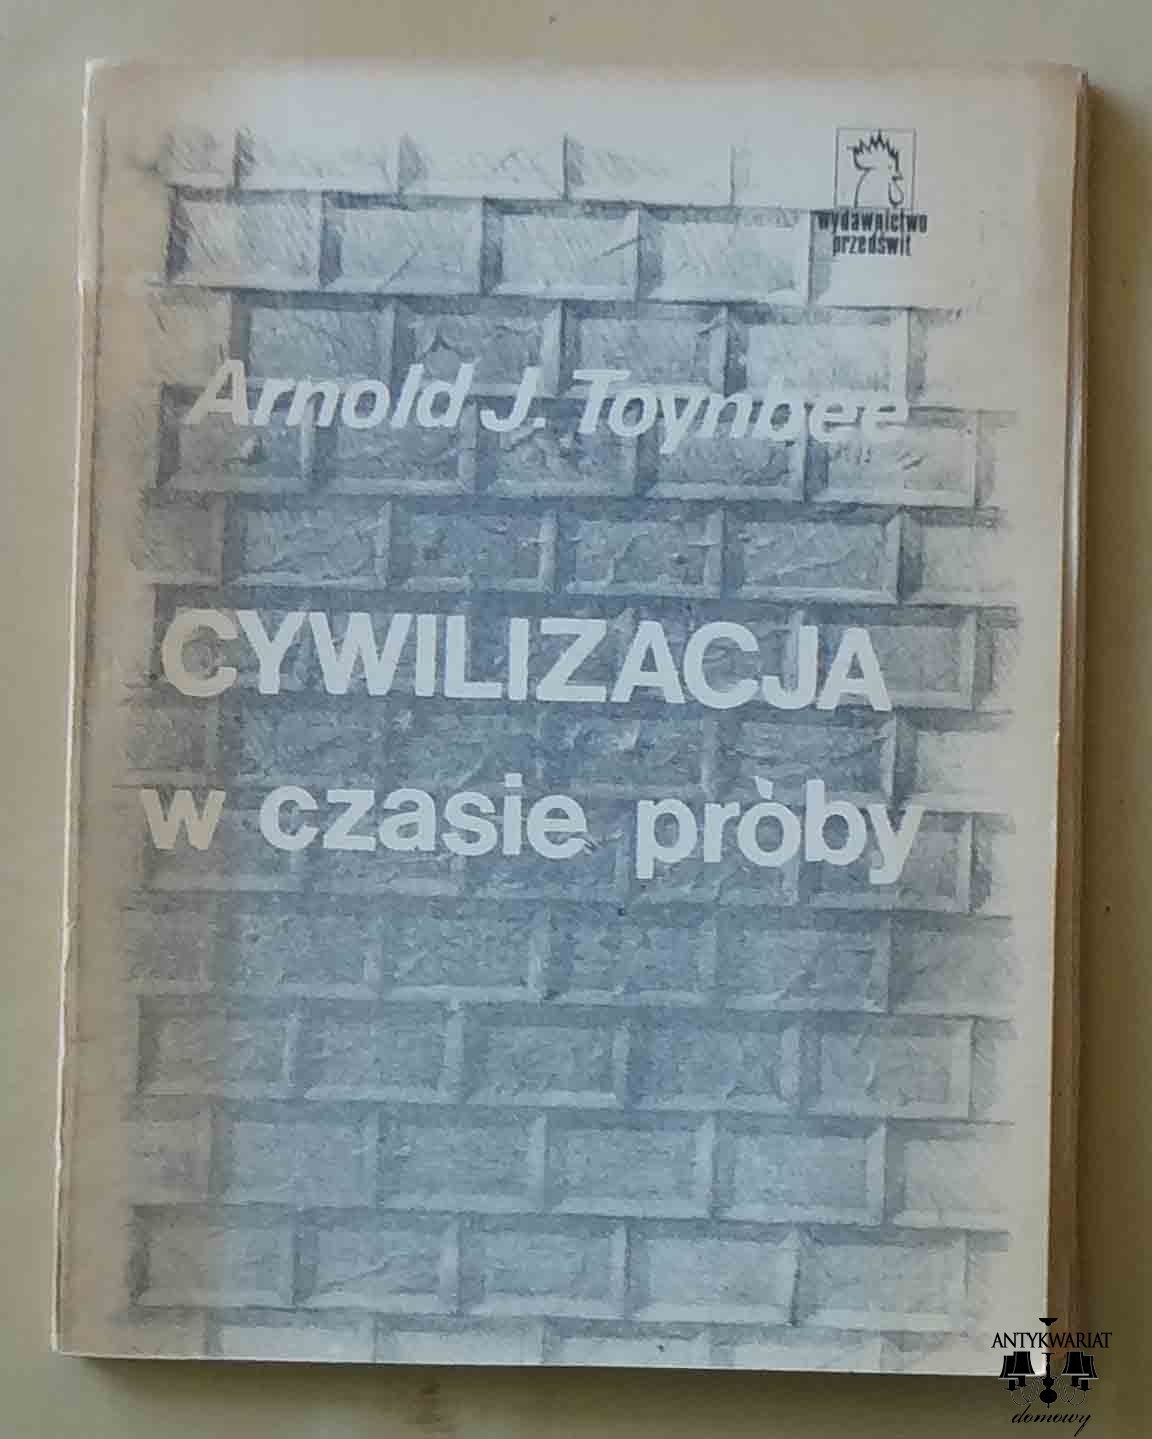 wydawnictwo
przedświt
Arnold J. Toynbee
CYWILIZACJA
w czasie pròby
ANTYKWARIAT
domowy